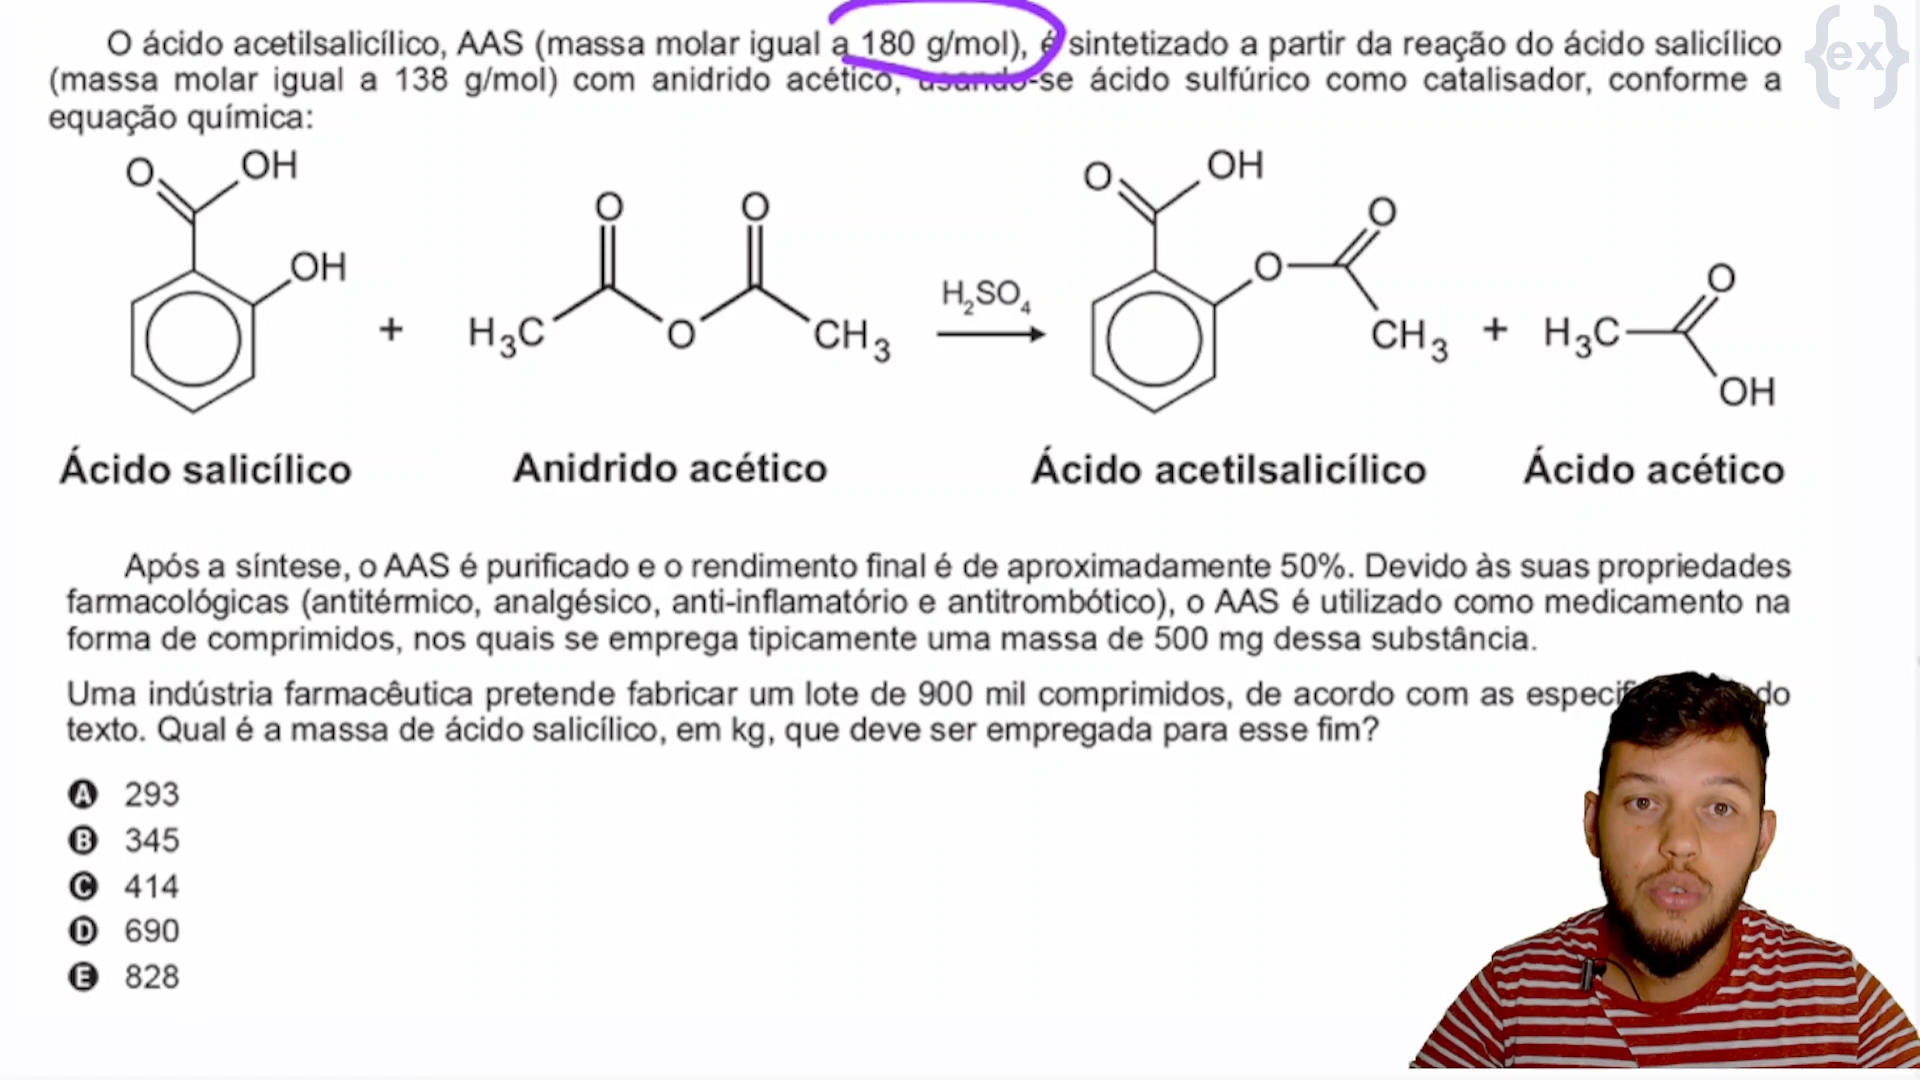 {ex}
O ácido acetilsalicílico, AAS (massa molar igual a 180 g/mol), é sintetizado a partir da reação do ácido salicílico
(massa molar igual a 138 g/mol) com anidrido acético, usando-se ácido sulfúrico como catalisador, conforme a
equação química:
O OH
OH
+
H₃C
O
O
O
CH₃
H₂SO₄
O OH
O
O
CH₃
+
H₃C
O
OH
Ácido salicílico Anidrido acético Ácido acetilsalicílico Ácido acético
Após a síntese, o AAS é purificado e o rendimento final é de aproximadamente 50%. Devido às suas propriedades
farmacológicas (antitérmico, analgésico, anti-inflamatório e antitrombótico), o AAS é utilizado como medicamento na
forma de comprimidos, nos quais se emprega tipicamente uma massa de 500 mg dessa substância.
Uma indústria farmacêutica pretende fabricar um lote de 900 mil comprimidos, de acordo com as do
texto. Qual é a massa de ácido salicílico, em kg, que deve ser empregada para esse fim?
A 293
B 345
C 414
D 690
E 828